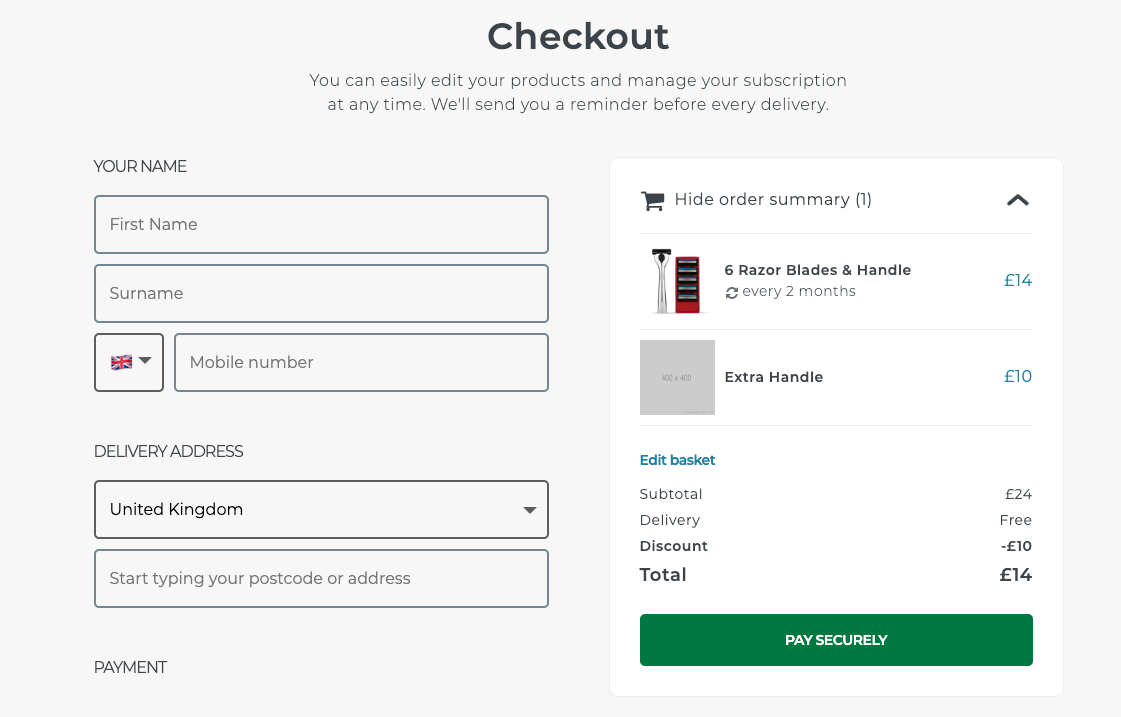 Checkout
You can easily edit your products and manage your subscription
at any time. We'll send you a reminder before every delivery.
YOUR NAME
First Name
Surname
Mobile number
DELIVERY ADDRESS
United Kingdom
Start typing your postcode or address
PAYMENT
Hide order summary (1)
6 Razor Blades & Handle
£14
every 2 months
400 x 400
Extra Handle
£10
Edit basket
Subtotal £24
Delivery Free
Discount -£10
Total £14
PAY SECURELY